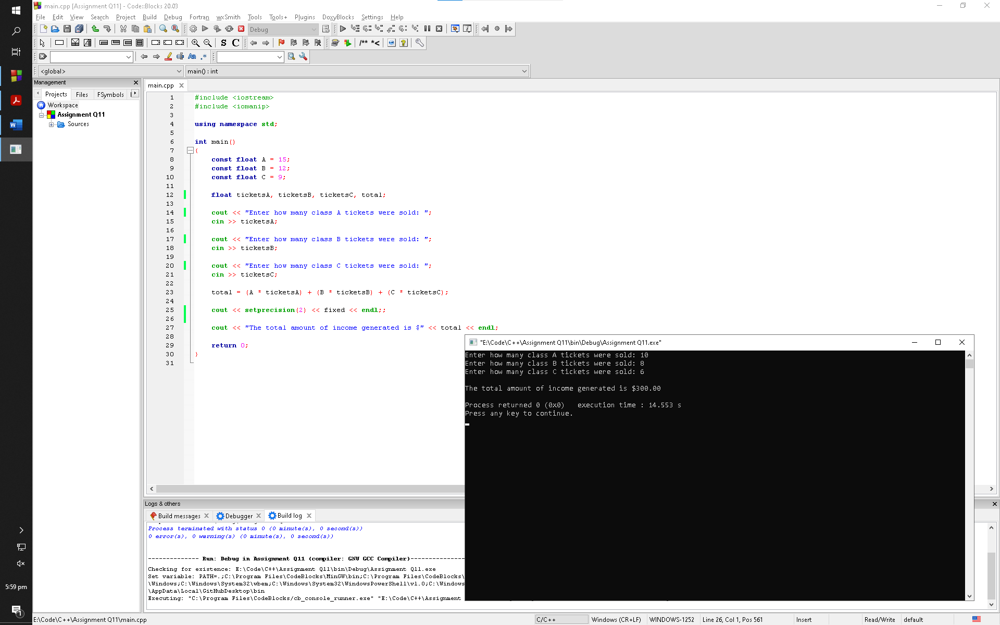 main.cpp [Assignment Q11] - Code::Blocks 20.03
File Edit View Search Project Build Debug Fortran wxSmith Tools Tools+ Plugins DoxyBlocks Settings Help
Debug
S C /** *<
Aa .*
<global> main() : int
Management
Projects Files FSymbols
Workspace
Assignment Q11
Sources
main.cpp
1 #include <iostream>
2 #include <iomanip>
3
4 using namespace std;
5
6 int main()
7 {
8 const float A = 15;
9 const float B = 12;
10 const float C = 9;
11
12 float ticketsA, ticketsB, ticketsC, total;
13
14 cout << "Enter how many class A tickets were sold: ";
15 cin >> ticketsA;
16
17 cout << "Enter how many class B tickets were sold: ";
18 cin >> ticketsB;
19
20 cout << "Enter how many class C tickets were sold: ";
21 cin >> ticketsC;
22
23 total = (A * ticketsA) + (B * ticketsB) + (C * ticketsC);
24
25 cout << setprecision(2) << fixed << endl;;
26
27 cout << "The total amount of income generated is $" << total << endl;
28
29 return 0;
30 }
31
"E:\Code\C++\Assignment Q11\bin\Debug\Assignment Q11.exe"
Enter how many class A tickets were sold: 10
Enter how many class B tickets were sold: 8
Enter how many class C tickets were sold: 6
The total amount of income generated is $300.00
Process returned 0 (0x0) execution time : 14.553 s
Press any key to continue.
Logs & others
Build messages Debugger Build log
Process terminated with status 0 (0 minute(s), 0 second(s))
0 error(s), 0 warning(s) (0 minute(s), 0 second(s))
-------------- Run: Debug in Assignment Q11 (compiler: GNU GCC Compiler)---------------
Checking for existence: E:\Code\C++\Assignment Q11\bin\Debug\Assignment Q11.exe
Set variable: PATH=.;C:\Program Files\CodeBlocks\MinGW\bin;C:\Program Files\CodeBlocks\
\Windows;C:\Windows\System32\wbem;C:\Windows\System32\WindowsPowerShell\v1.0;C:\Windows
\AppData\Local\GitHubDesktop\bin
Executing: "C:\Program Files\CodeBlocks/cb_console_runner.exe" "E:\Code\C++\Assignment
5:59 pm
1
E:\Code\C++\Assignment Q11\main.cpp C/C++ Windows (CR+LF) WINDOWS-1252 Line 26, Col 1, Pos 561 Insert Read/Write default